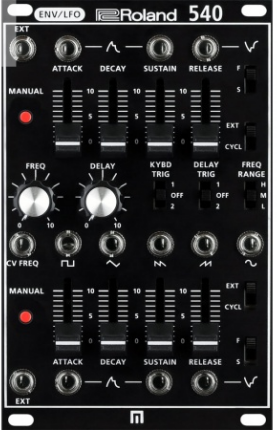 ENV/LFO Roland 540
EXT
ATTACK DECAY SUSTAIN RELEASE
F
S
MANUAL 10 10 10 10
5 5 5 5
0 0 0 0
EXT
CYCL
FREQ DELAY KYBD TRIG DELAY TRIG FREQ RANGE
1 1 H
OFF OFF M
2 2 L
0 10 0 10
CV FREQ
MANUAL 10 10 10 10
5 5 5 5
0 0 0 0
EXT
CYCL
F
S
ATTACK DECAY SUSTAIN RELEASE
EXT